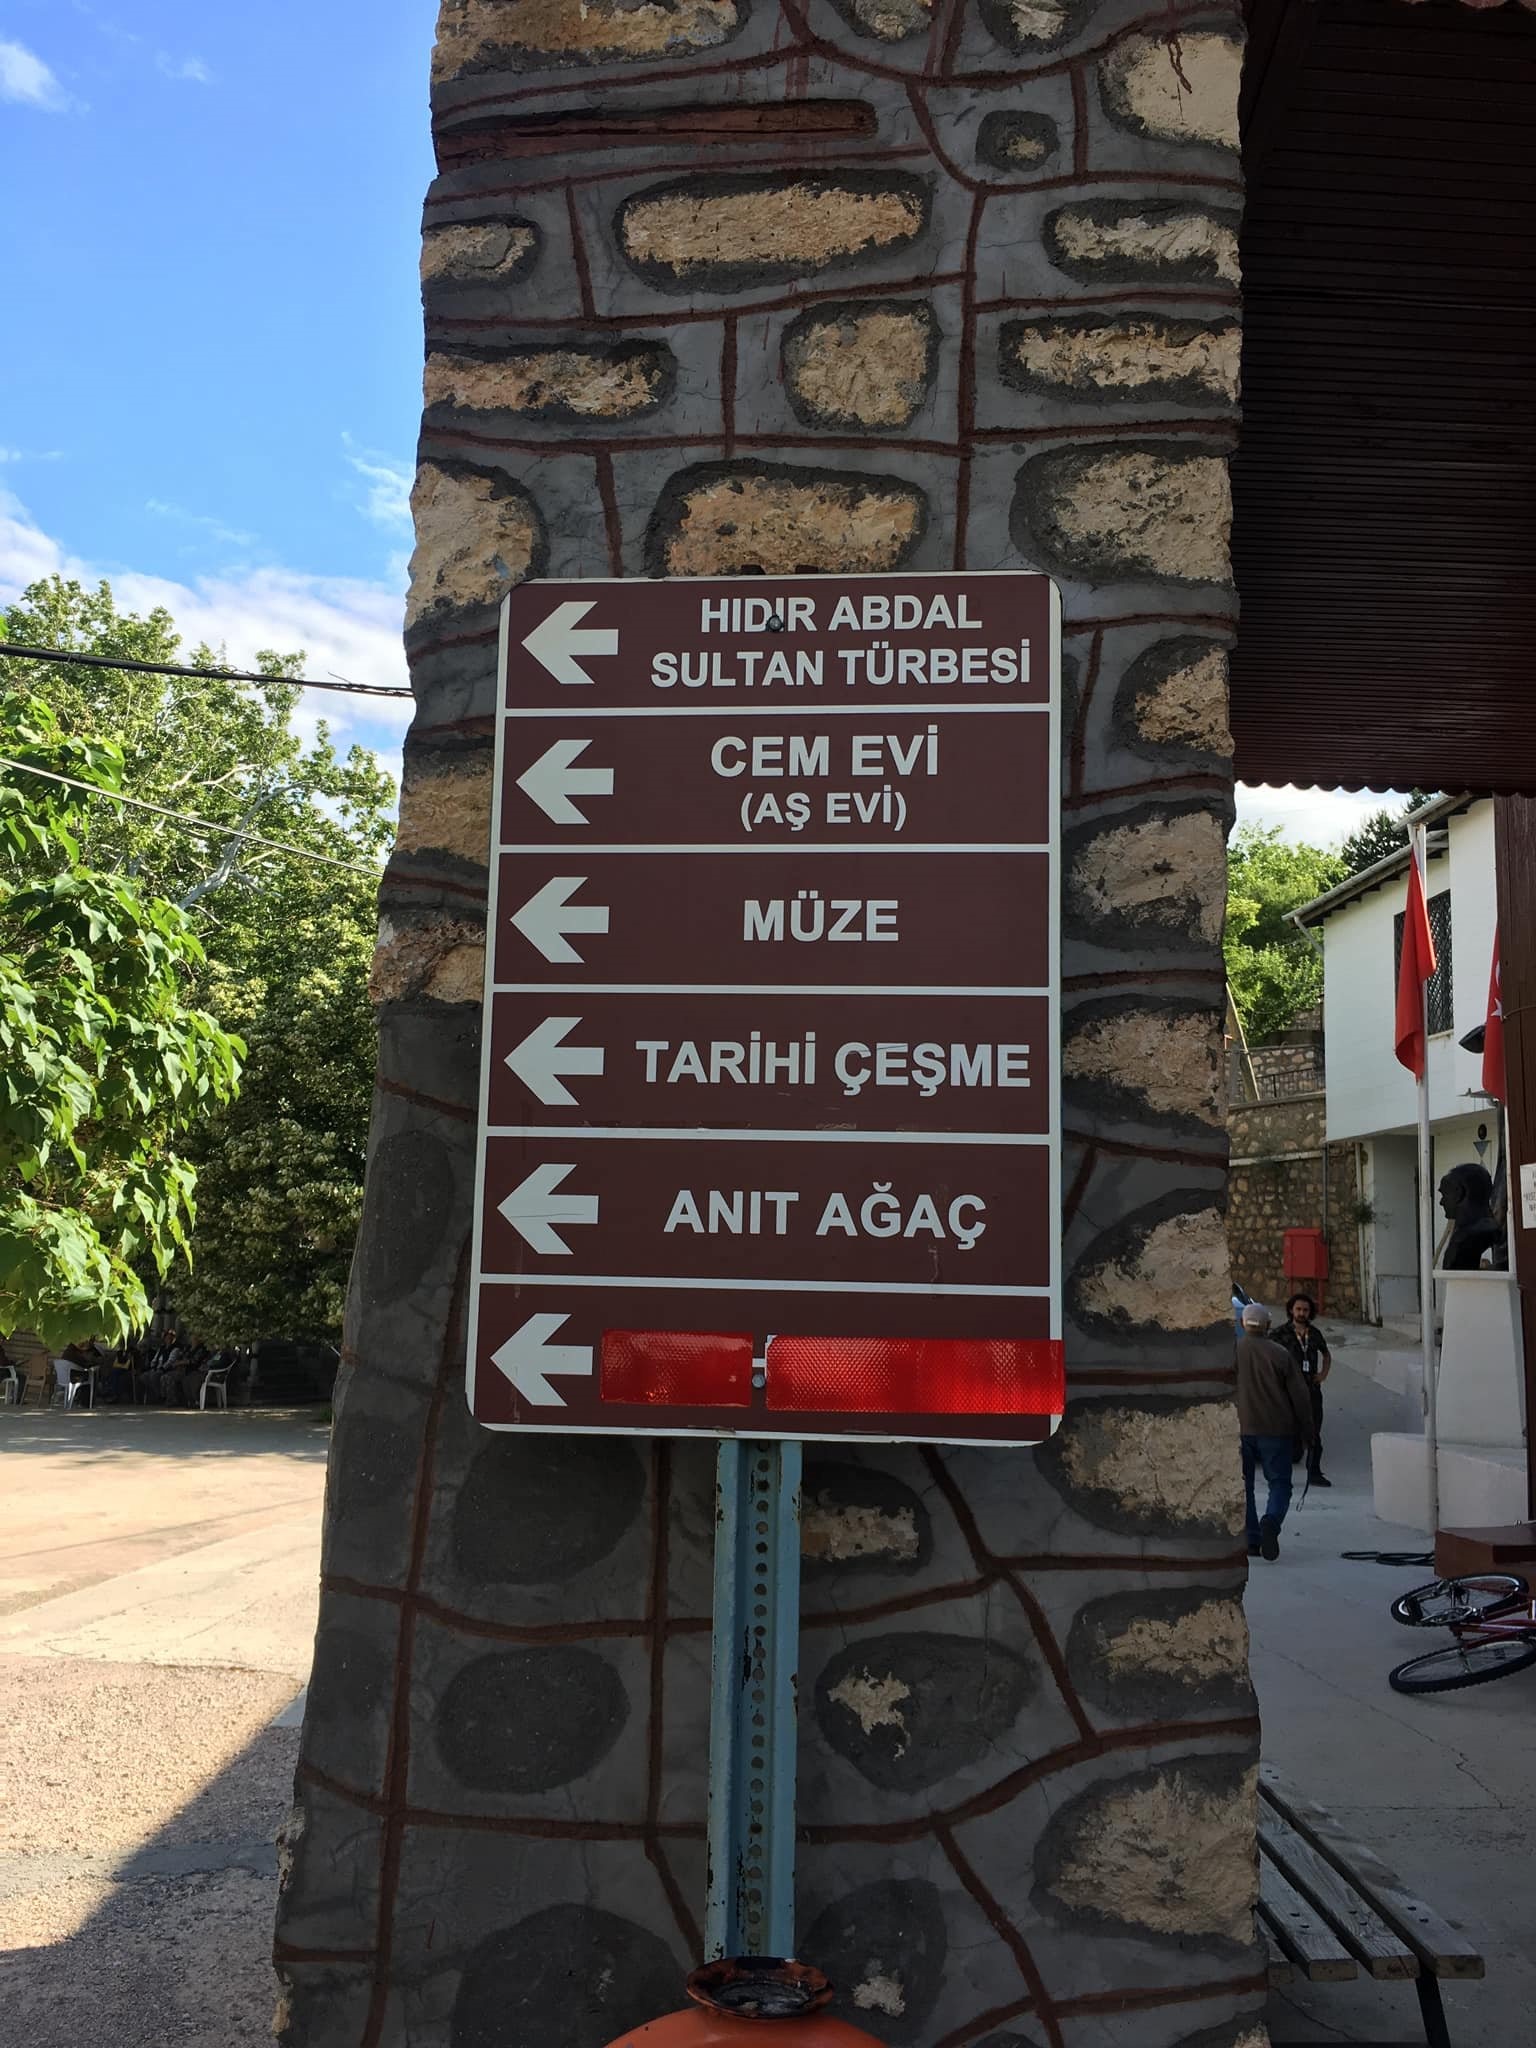 HIDIR ABDAL
SULTAN TÜRBESİ
CEM EVİ
(AŞ EVİ)
MÜZE
TARİHİ ÇEŞME
ANIT AĞAÇ